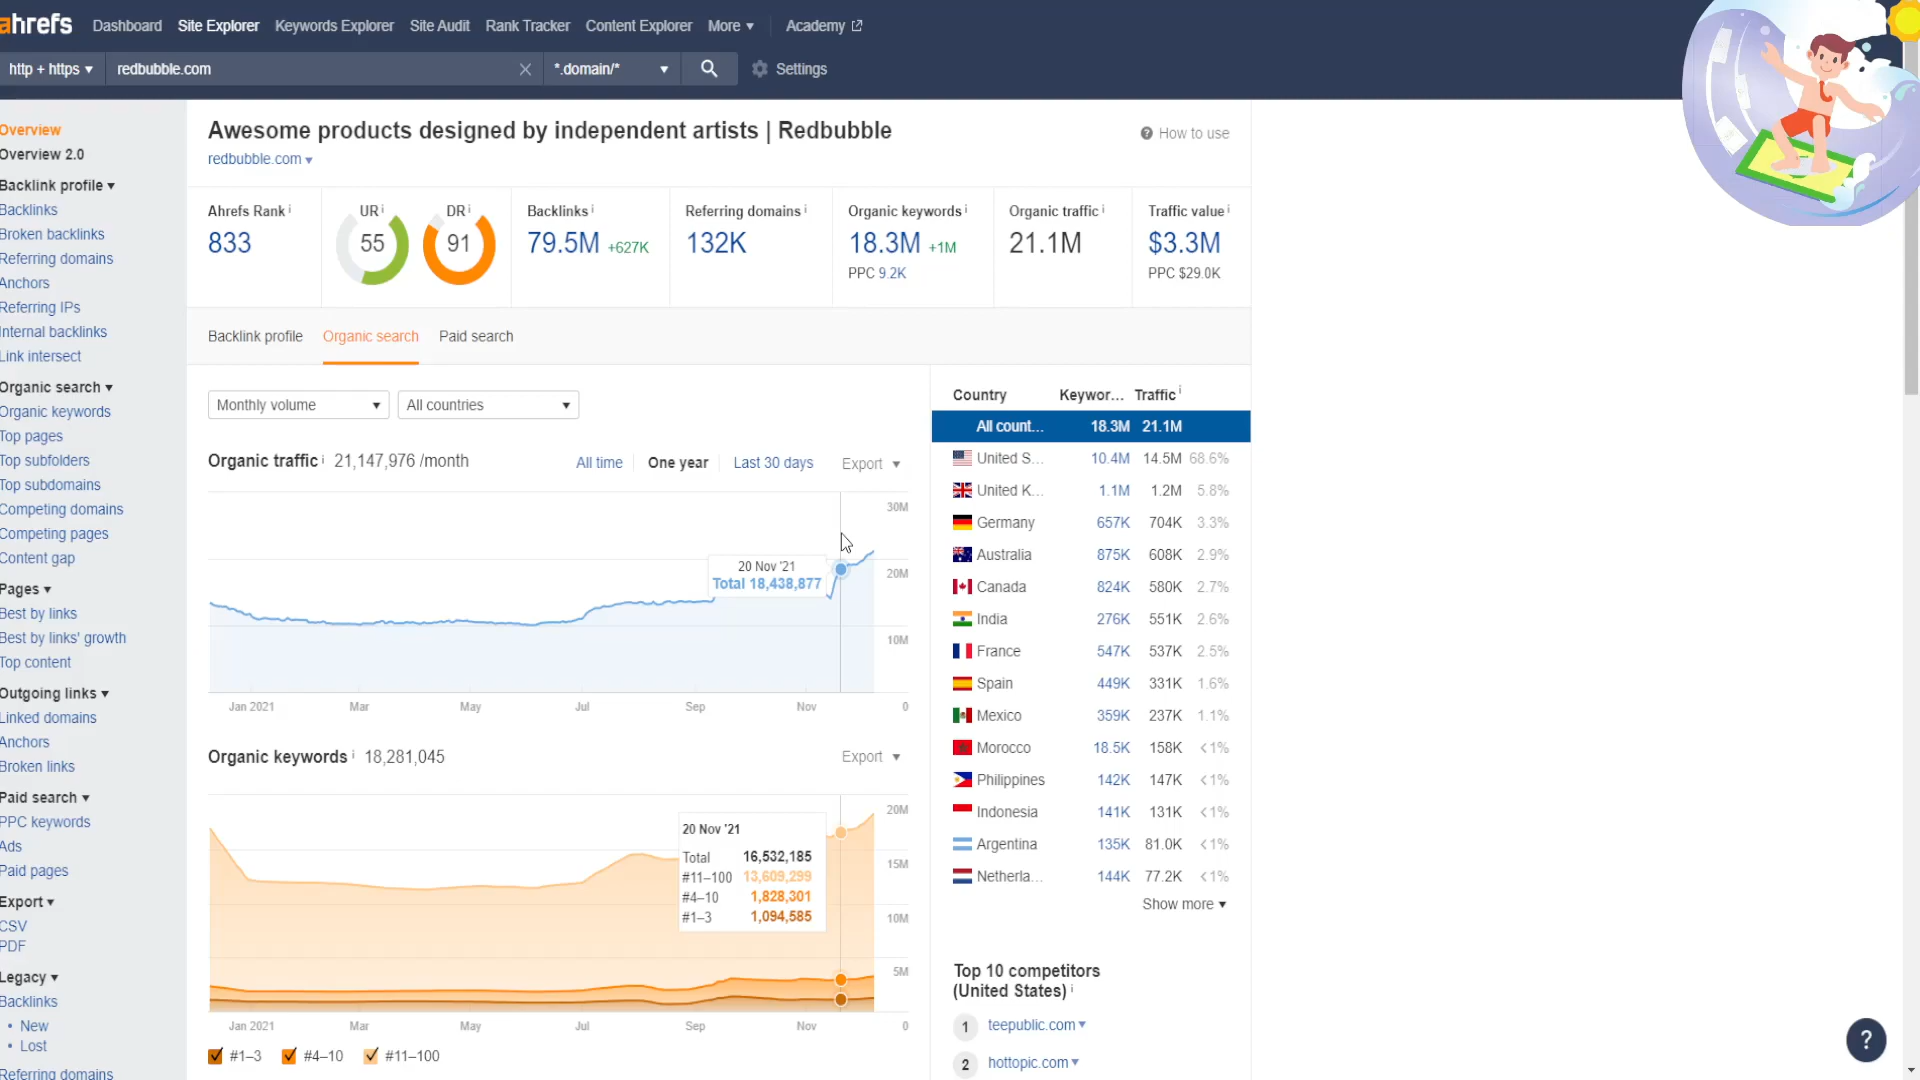 ahrefs Dashboard Site Explorer Keywords Explorer Site Audit Rank Tracker Content Explorer More Academy
http + https redbubble.com *.domain/* Settings
Overview
Overview 2.0
Backlink profile
Backlinks
Broken backlinks
Referring domains
Anchors
Referring IPs
Internal backlinks
Link intersect
Organic search
Organic keywords
Top pages
Top subfolders
Top subdomains
Competing domains
Competing pages
Content gap
Pages
Best by links
Best by links' growth
Top content
Outgoing links
Linked domains
Anchors
Broken links
Paid search
PPC keywords
Ads
Paid pages
Export
CSV
PDF
Legacy
Backlinks
• New
• Lost
Referring domains
Awesome products designed by independent artists | Redbubble
How to use
redbubble.com
Ahrefs Rank
833
UR
55
DR
91
Backlinks
79.5M +627K
Referring domains
132K
Organic keywords
18.3M +1M
PPC 9.2K
Organic traffic
21.1M
Traffic value
$3.3M
PPC $29.0K
Backlink profile Organic search Paid search
Monthly volume All countries
Organic traffic 21,147,976 /month All time One year Last 30 days Export
30M
20M
10M
0
20 Nov '21
Total 18,438,877
Jan 2021 Mar May Jul Sep Nov
Organic keywords 18,281,045 Export
20M
15M
10M
5M
0
20 Nov '21
Total 16,532,185
#11–100 13,609,299
#4–10 1,828,301
#1–3 1,094,585
Jan 2021 Mar May Jul Sep Nov
#1–3 #4–10 #11–100
Country Keywor... Traffic
All count... 18.3M 21.1M
United S... 10.4M 14.5M 68.6%
United K... 1.1M 1.2M 5.8%
Germany 657K 704K 3.3%
Australia 875K 608K 2.9%
Canada 824K 580K 2.7%
India 276K 551K 2.6%
France 547K 537K 2.5%
Spain 449K 331K 1.6%
Mexico 359K 237K 1.1%
Morocco 18.5K 158K <1%
Philippines 142K 147K <1%
Indonesia 141K 131K <1%
Argentina 135K 81.0K <1%
Netherla... 144K 77.2K <1%
Show more
Top 10 competitors
(United States)
1 teepublic.com
2 hottopic.com
?